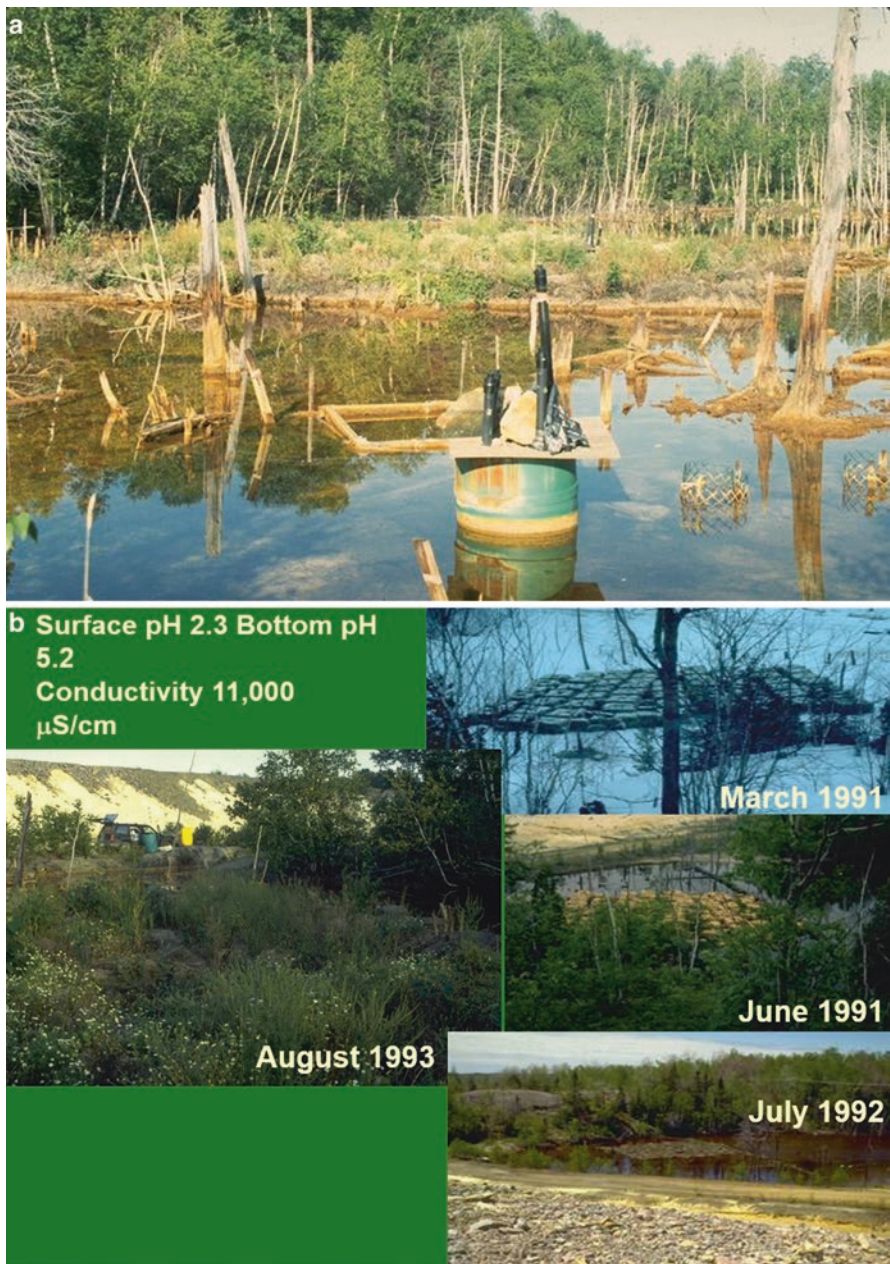 a
b
Surface pH 2.3 Bottom pH
5.2
Conductivity 11,000
μS/cm
March 1991
June 1991
August 1993
July 1992